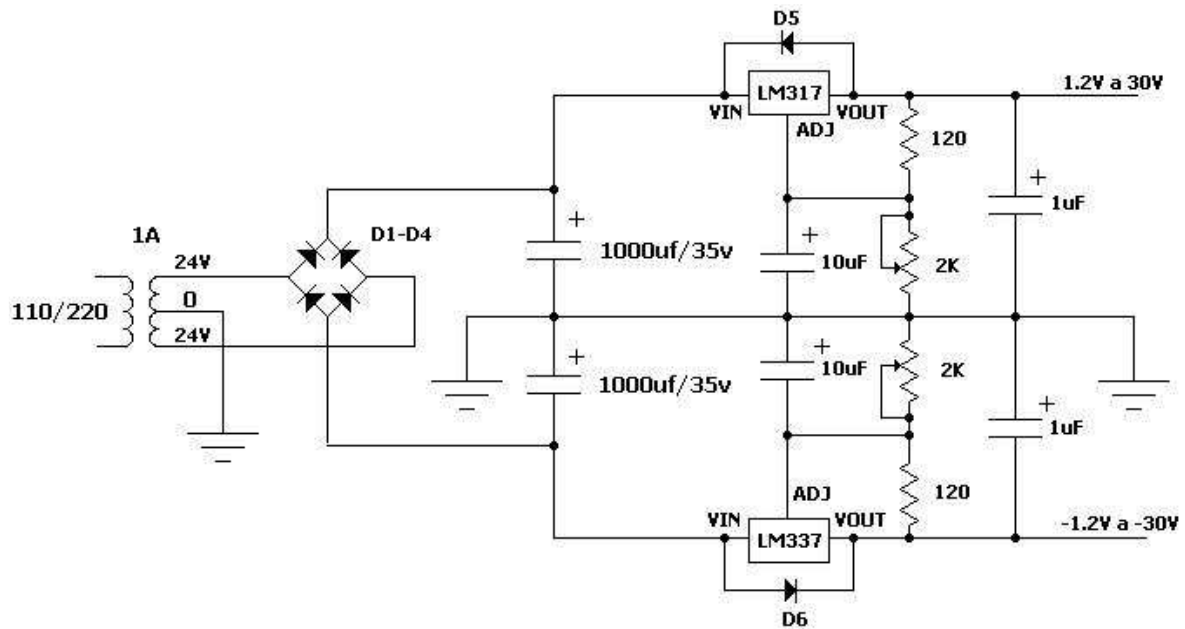 D5
LM317
VIN
VOUT
ADJ
1.2V a 30V
120
+
1uF
1A
D1-D4
24V
0
24V
110/220
+
1000uf/35v
+
10uF
2K
+
1000uf/35v
+
10uF
2K
+
1uF
ADJ
120
VIN
VOUT
LM337
-1.2V a -30V
D6